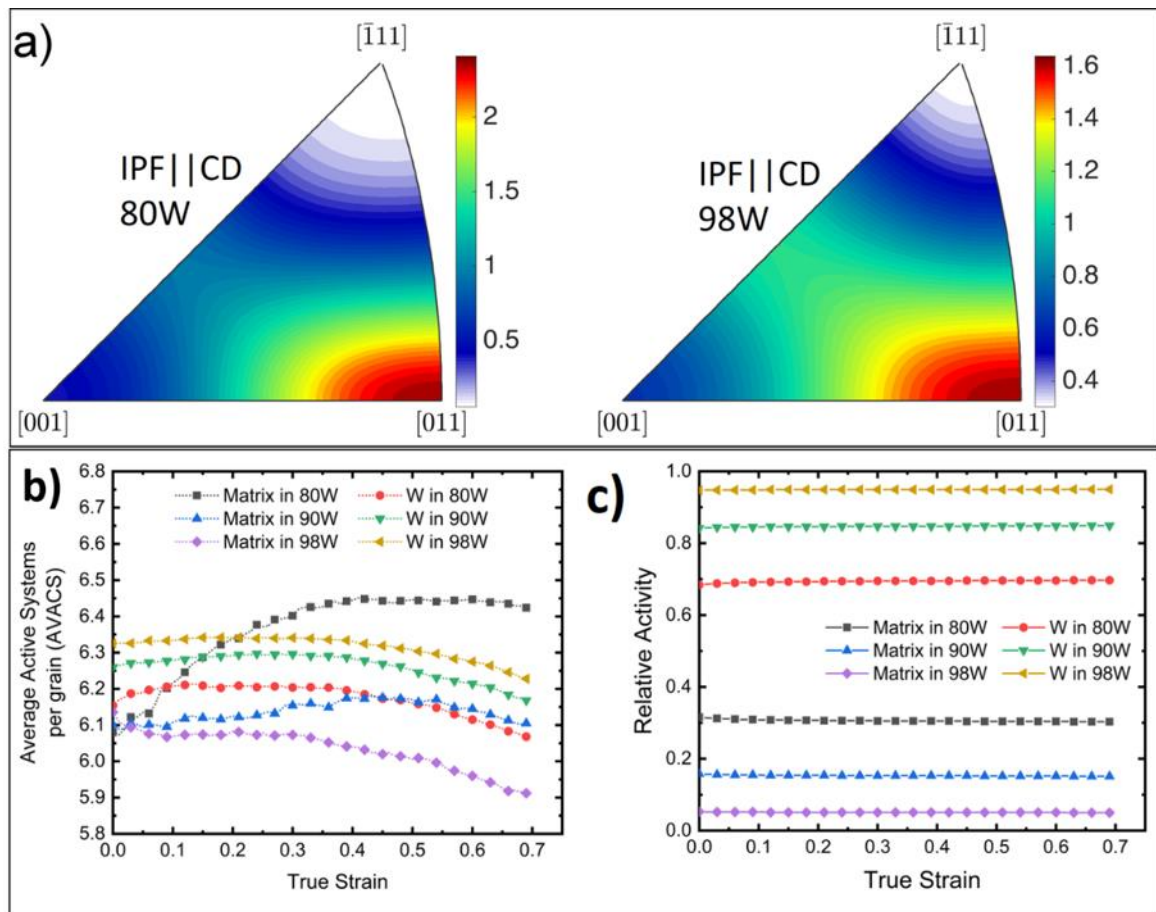 a)
[1̄11]
IPF||CD
80W
[001]
[011]
2
1.5
1
0.5
[1̄11]
IPF||CD
98W
[001]
[011]
1.6
1.4
1.2
1
0.8
0.6
0.4
b)
Average Active Systems
per grain (AVACS)
6.8
6.7
6.6
6.5
6.4
6.3
6.2
6.1
6.0
5.9
5.8
Matrix in 80W
W in 80W
Matrix in 90W
W in 90W
Matrix in 98W
W in 98W
0.0 0.1 0.2 0.3 0.4 0.5 0.6 0.7
True Strain
c)
Relative Activity
1.0
0.8
0.6
0.4
0.2
0.0
Matrix in 80W
W in 80W
Matrix in 90W
W in 90W
Matrix in 98W
W in 98W
0.0 0.1 0.2 0.3 0.4 0.5 0.6 0.7
True Strain